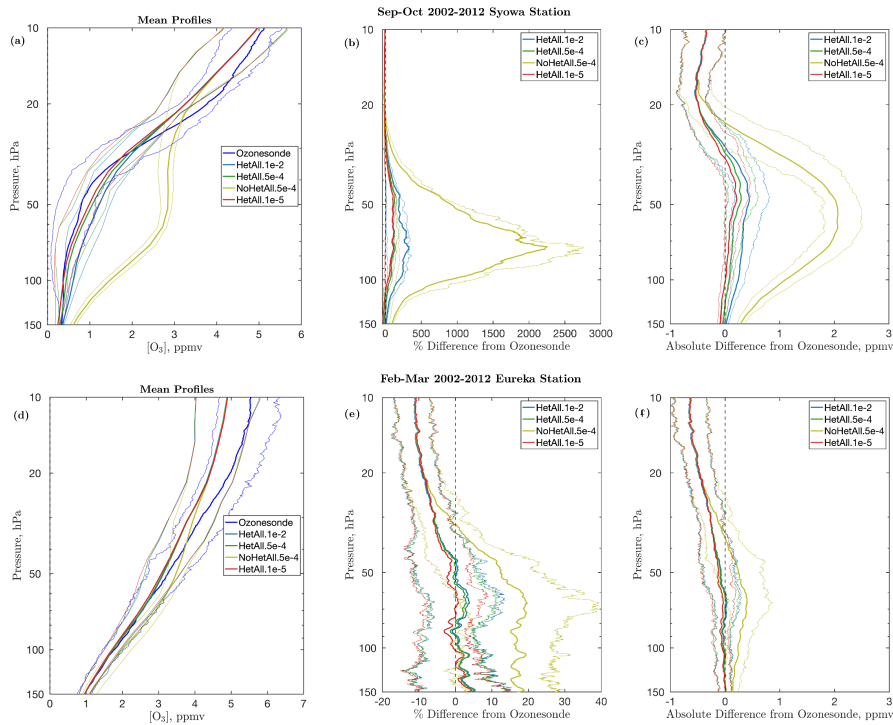 Sep-Oct 2002-2012 Syowa Station
Mean Profiles
(a)
Pressure, hPa
10
20
50
100
150
0 1 2 3 4 5 6
[O₃], ppmv
Ozonesonde
HetAll.1e-2
HetAll.5e-4
NoHetAll.5e-4
HetAll.1e-5
(b)
Pressure, hPa
10
20
50
100
150
0 500 1000 1500 2000 2500 3000
% Difference from Ozonesonde
HetAll.1e-2
HetAll.5e-4
NoHetAll.5e-4
HetAll.1e-5
(c)
Pressure, hPa
10
20
50
100
150
-1 0 1 2 3
Absolute Difference from Ozonesonde, ppmv
HetAll.1e-2
HetAll.5e-4
NoHetAll.5e-4
HetAll.1e-5
Feb-Mar 2002-2012 Eureka Station
Mean Profiles
(d)
Pressure, hPa
10
20
50
100
150
0 1 2 3 4 5 6 7
[O₃], ppmv
Ozonesonde
HetAll.1e-2
HetAll.5e-4
NoHetAll.5e-4
HetAll.1e-5
(e)
Pressure, hPa
10
20
50
100
150
-20 -10 0 10 20 30 40
% Difference from Ozonesonde
HetAll.1e-2
HetAll.5e-4
NoHetAll.5e-4
HetAll.1e-5
(f)
Pressure, hPa
10
20
50
100
150
-1 0 1 2 3
Absolute Difference from Ozonesonde, ppmv
HetAll.1e-2
HetAll.5e-4
NoHetAll.5e-4
HetAll.1e-5